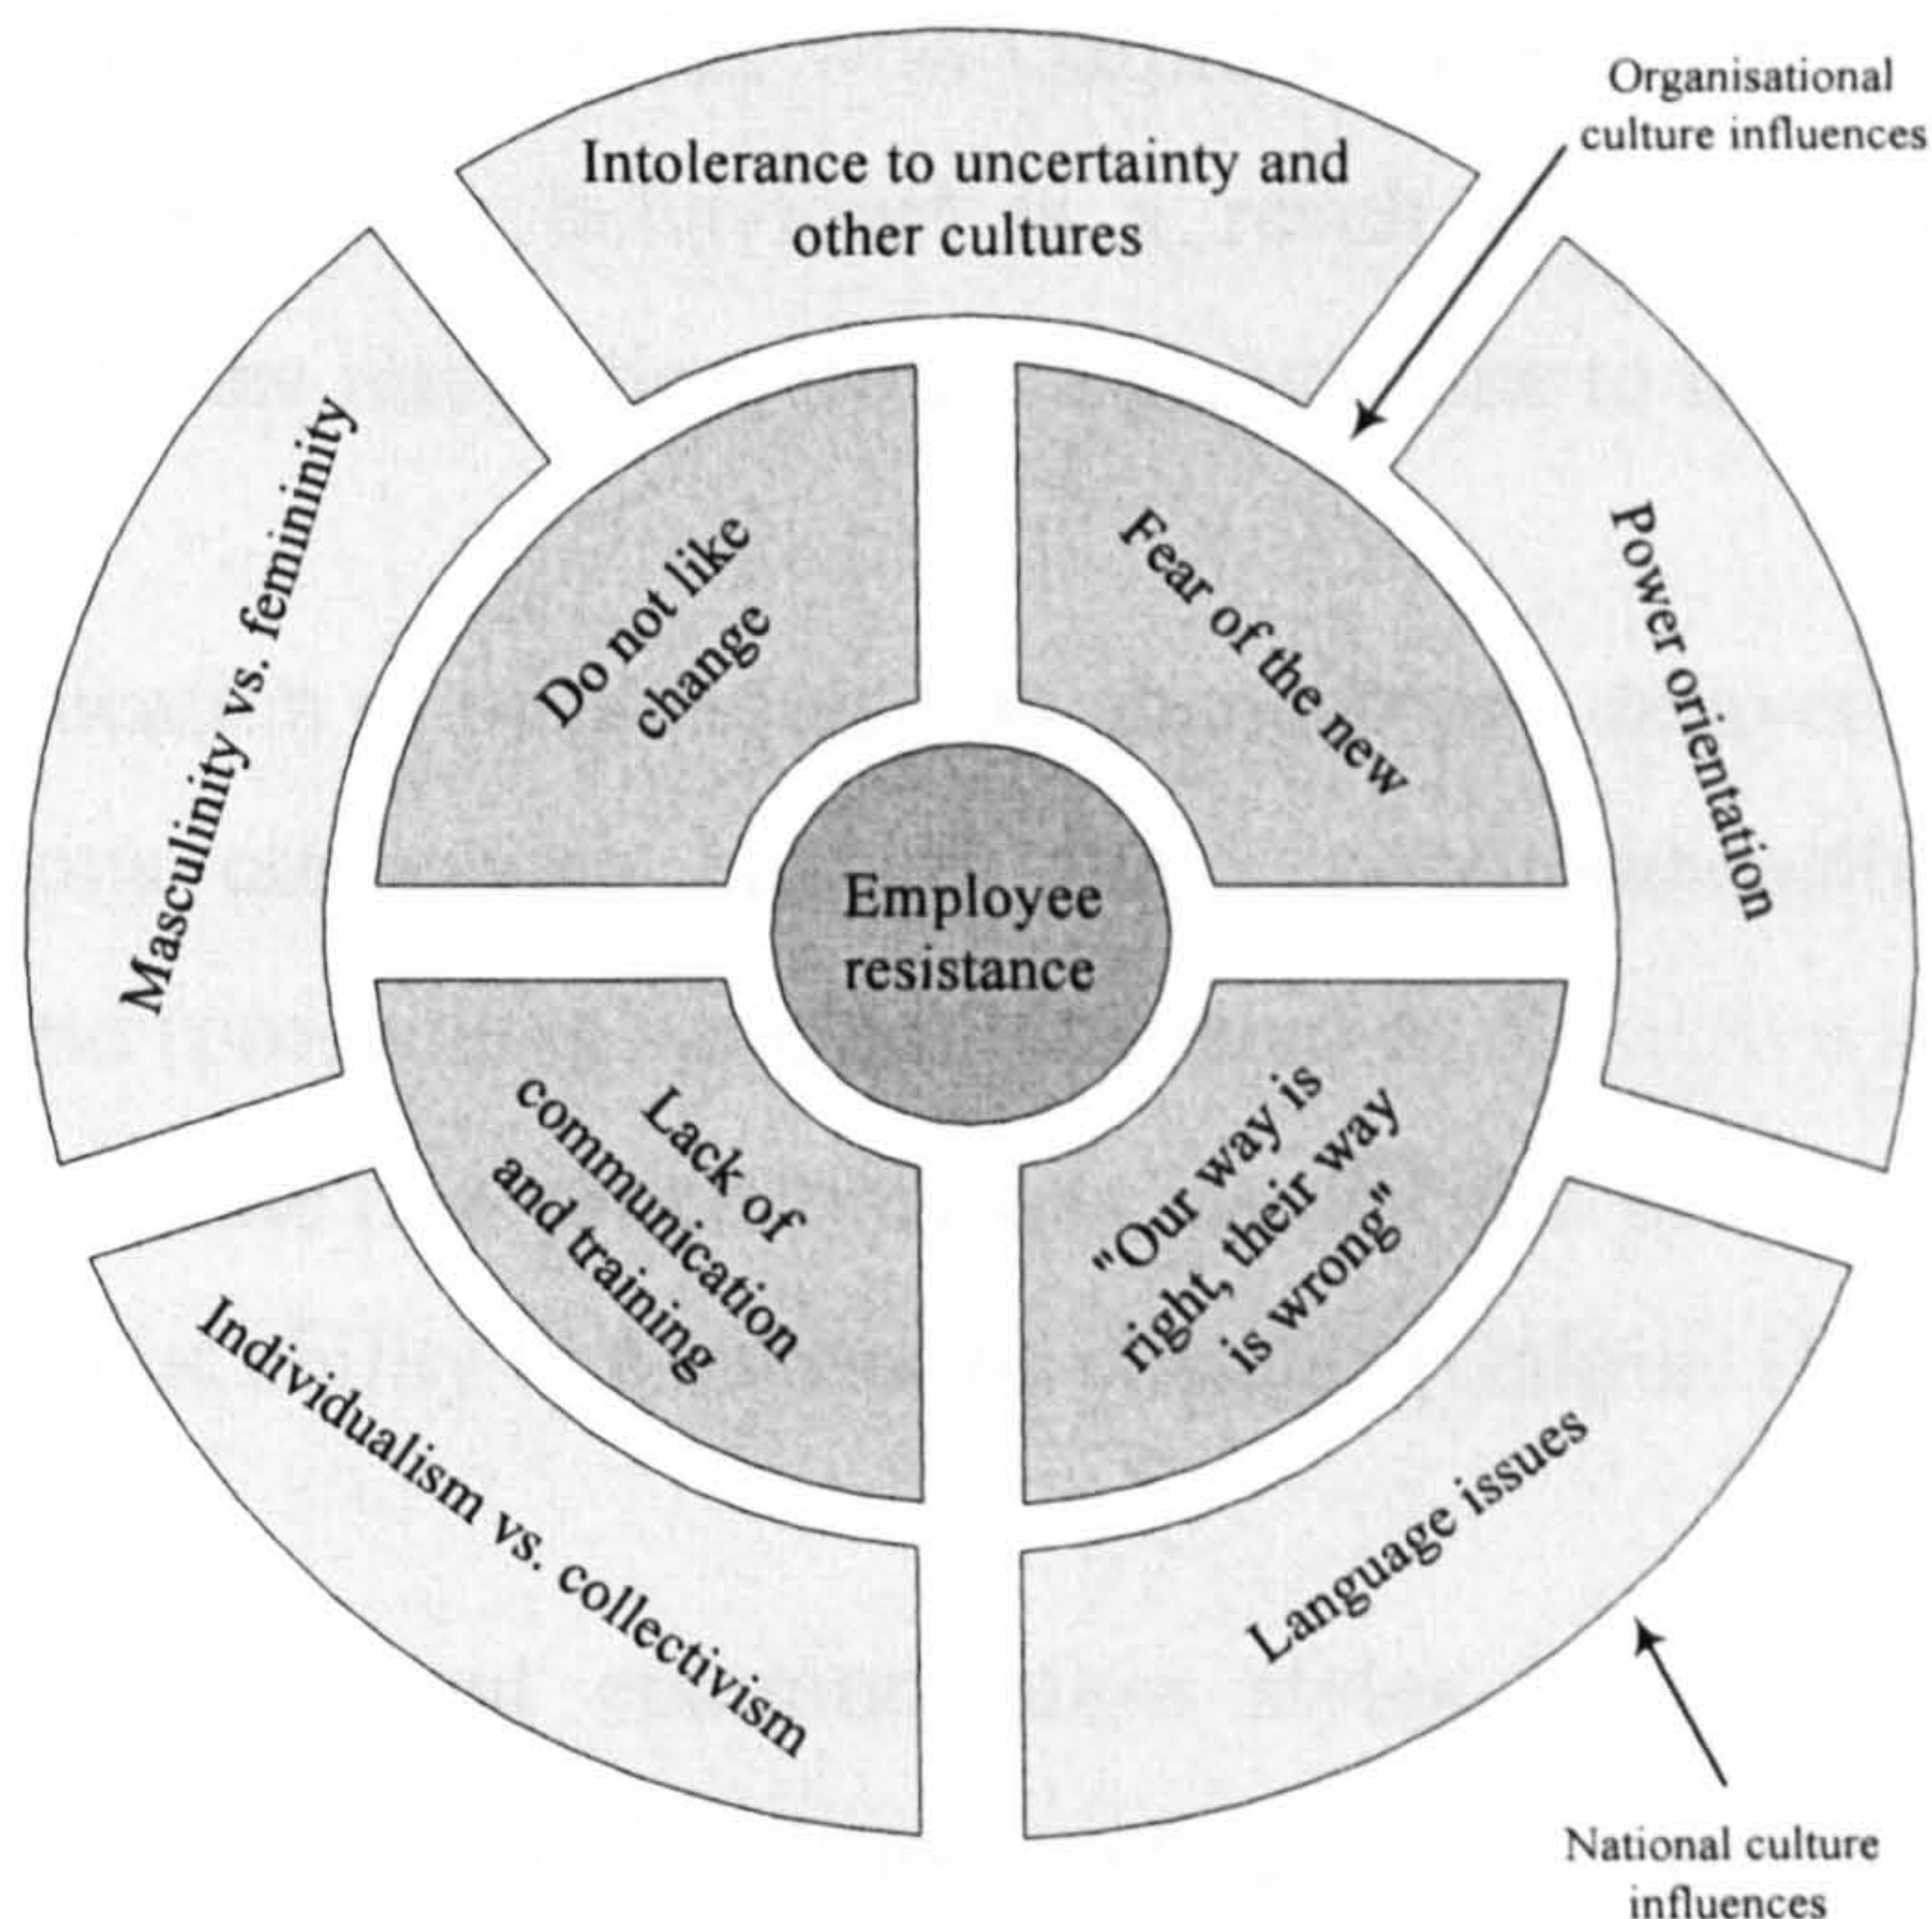 Organisational
culture influences
Intolerance to uncertainty and
other cultures
Masculinity vs. femininity
Power orientation
Do not like
change
Fear of the new
Employee
resistance
Lack of
communication
and training
"Our way is
right, their way
is wrong"
Individualism vs. collectivism
Language issues
National culture
influences